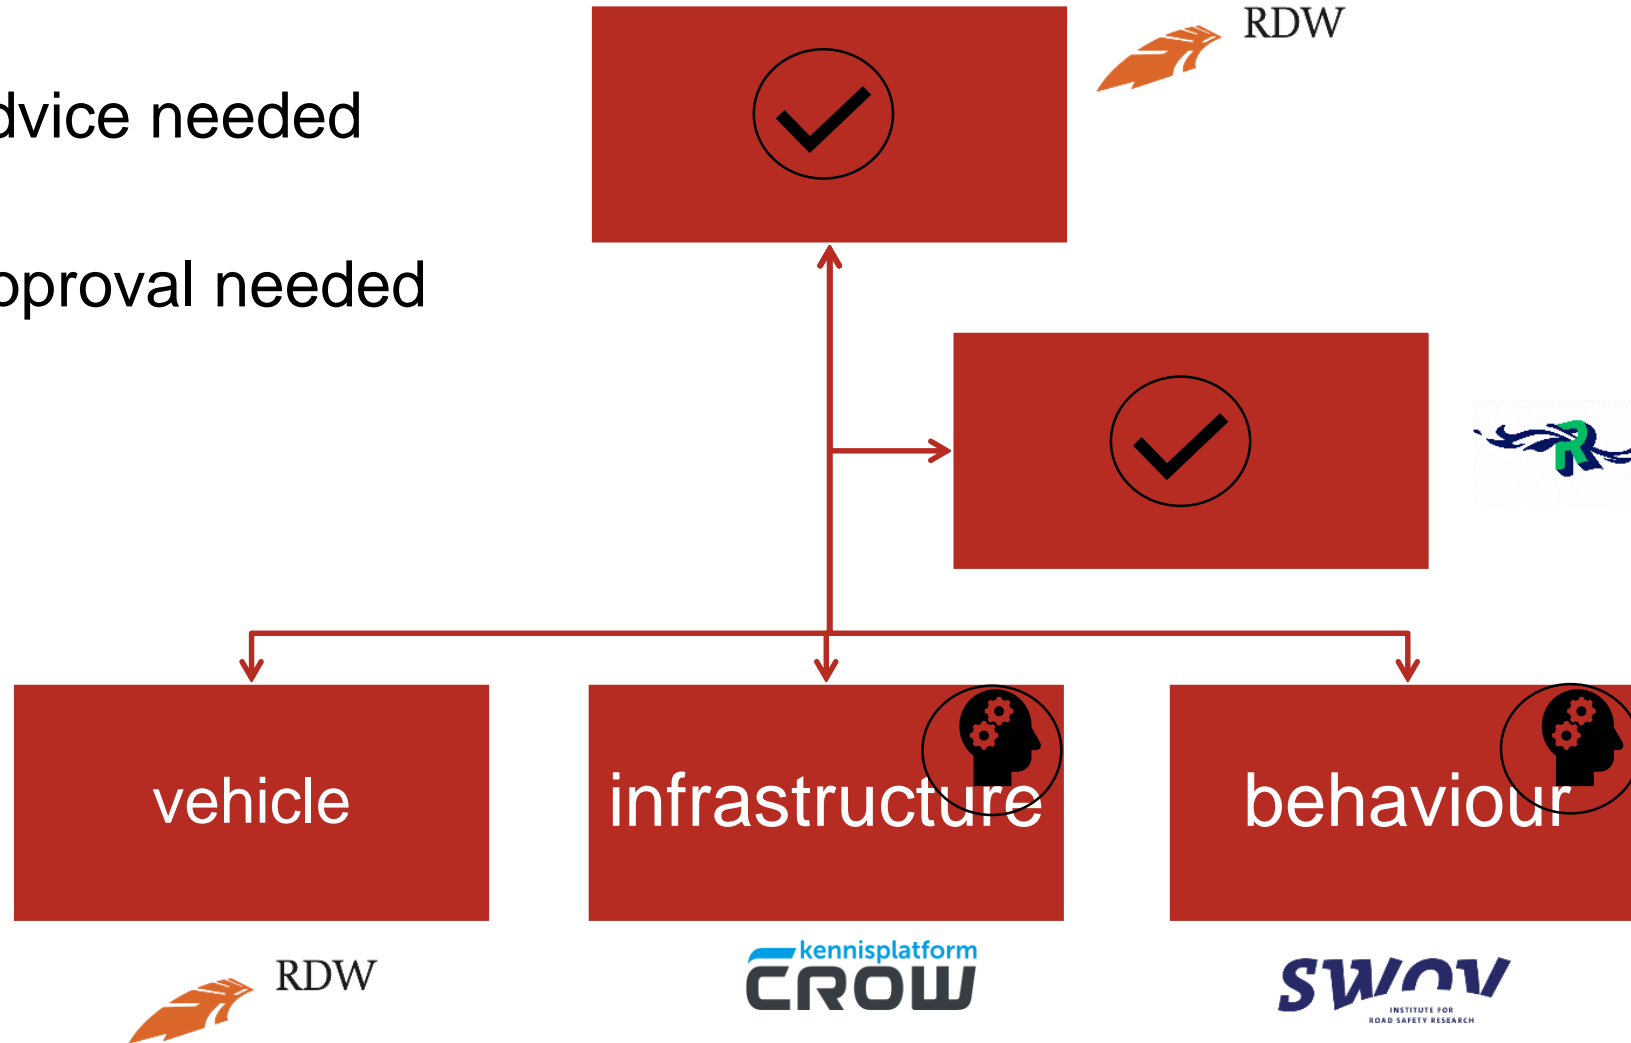 RDW
dvice needed
pproval needed
R
vehicle
infrastructure
behaviour
RDW
kennisplatform
CROW
SWOV
INSTITUTE FOR
ROAD SAFETY RESEARCH